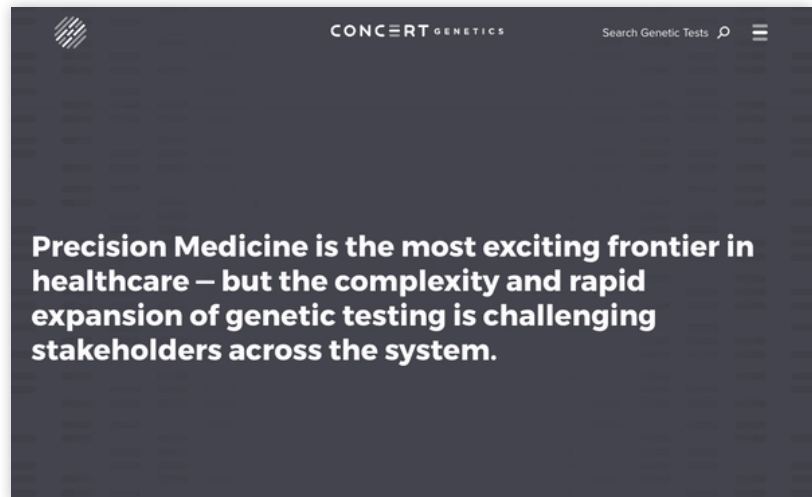 CONCERT GENETICS
Search Genetic Tests
Precision Medicine is the most exciting frontier in
healthcare – but the complexity and rapid
expansion of genetic testing is challenging
stakeholders across the system.